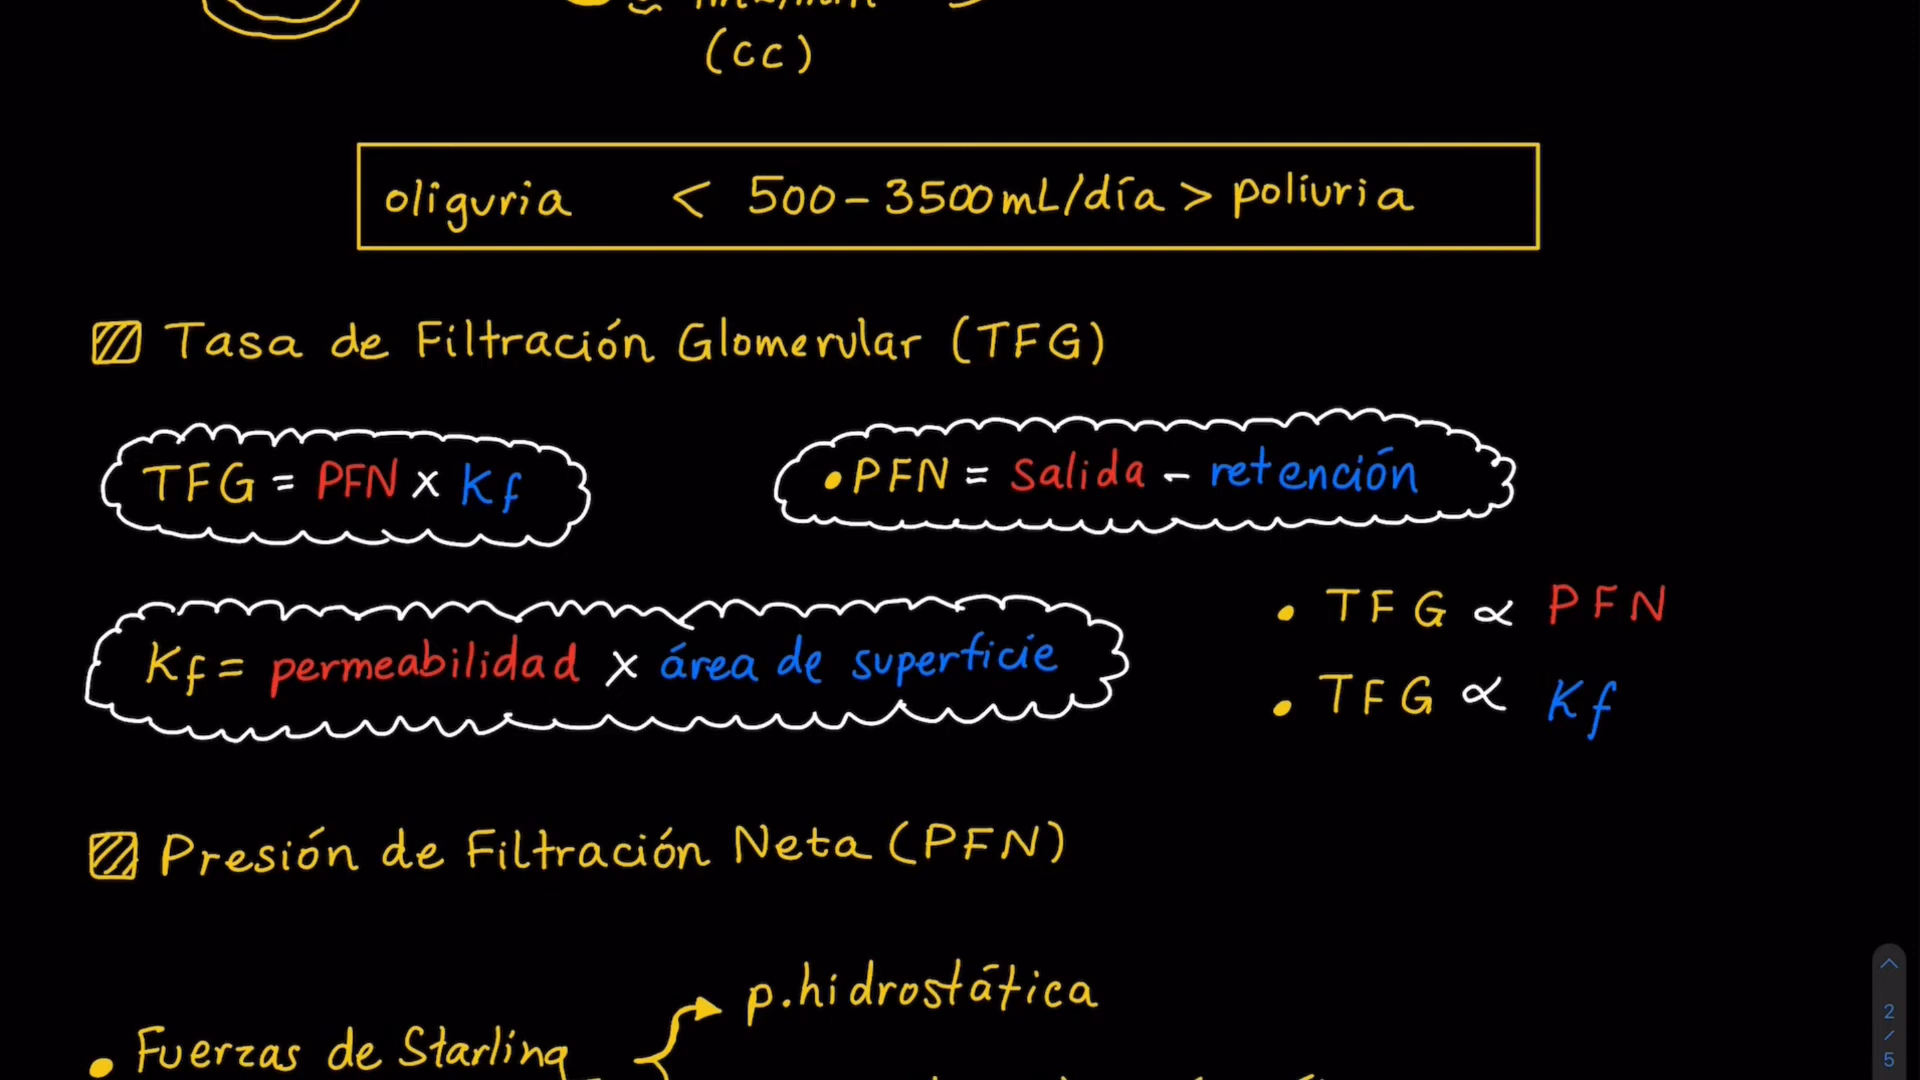 (cc)
oliguria < 500-3500mL/día > poliuria
Tasa de Filtración Glomerular (TFG)
TFG = PFN x Kf
• PFN = Salida - retención
Kf = permeabilidad x área de superficie
• TFG ∝ PFN
• TFG ∝ Kf
Presión de Filtración Neta (PFN)
p.hidrostática
• Fuerzas de Starling
2
/
5